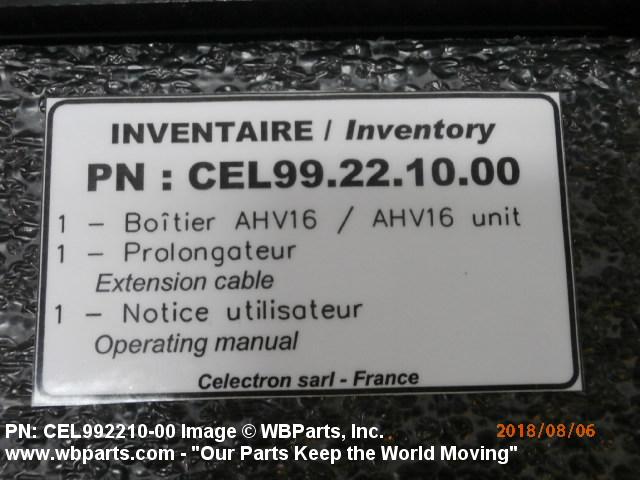 INVENTAIRE / Inventory
PN : CEL99.22.10.00
1 - Boîtier AHV16 / AHV16 unit
1 - Prolongateur
Extension cable
1 - Notice utilisateur
Operating manual
Celectron sarl - France
PN: CEL992210-00 Image © WBParts, Inc.
2018/08/06
www.wbparts.com - "Our Parts Keep the World Moving"